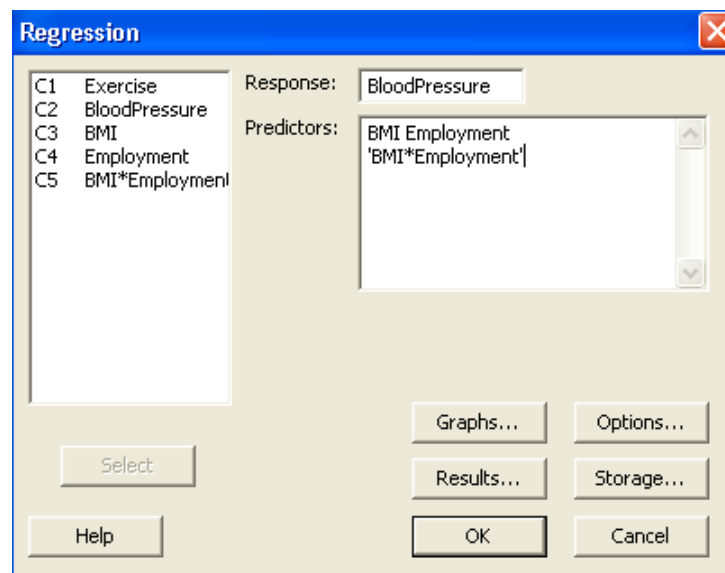 Regression
C1 Exercise
C2 BloodPressure
C3 BMI
C4 Employment
C5 BMI*Employment
Response: BloodPressure
Predictors: BMI Employment
'BMI*Employment'
Graphs... Options...
Select
Results... Storage...
Help OK Cancel